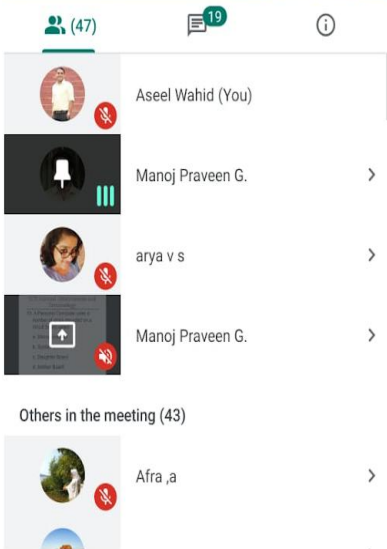 (47)
19
Aseel Wahid (You)
Manoj Praveen G.
arya v s
Manoj Praveen G.
Others in the meeting (43)
Afra ,a